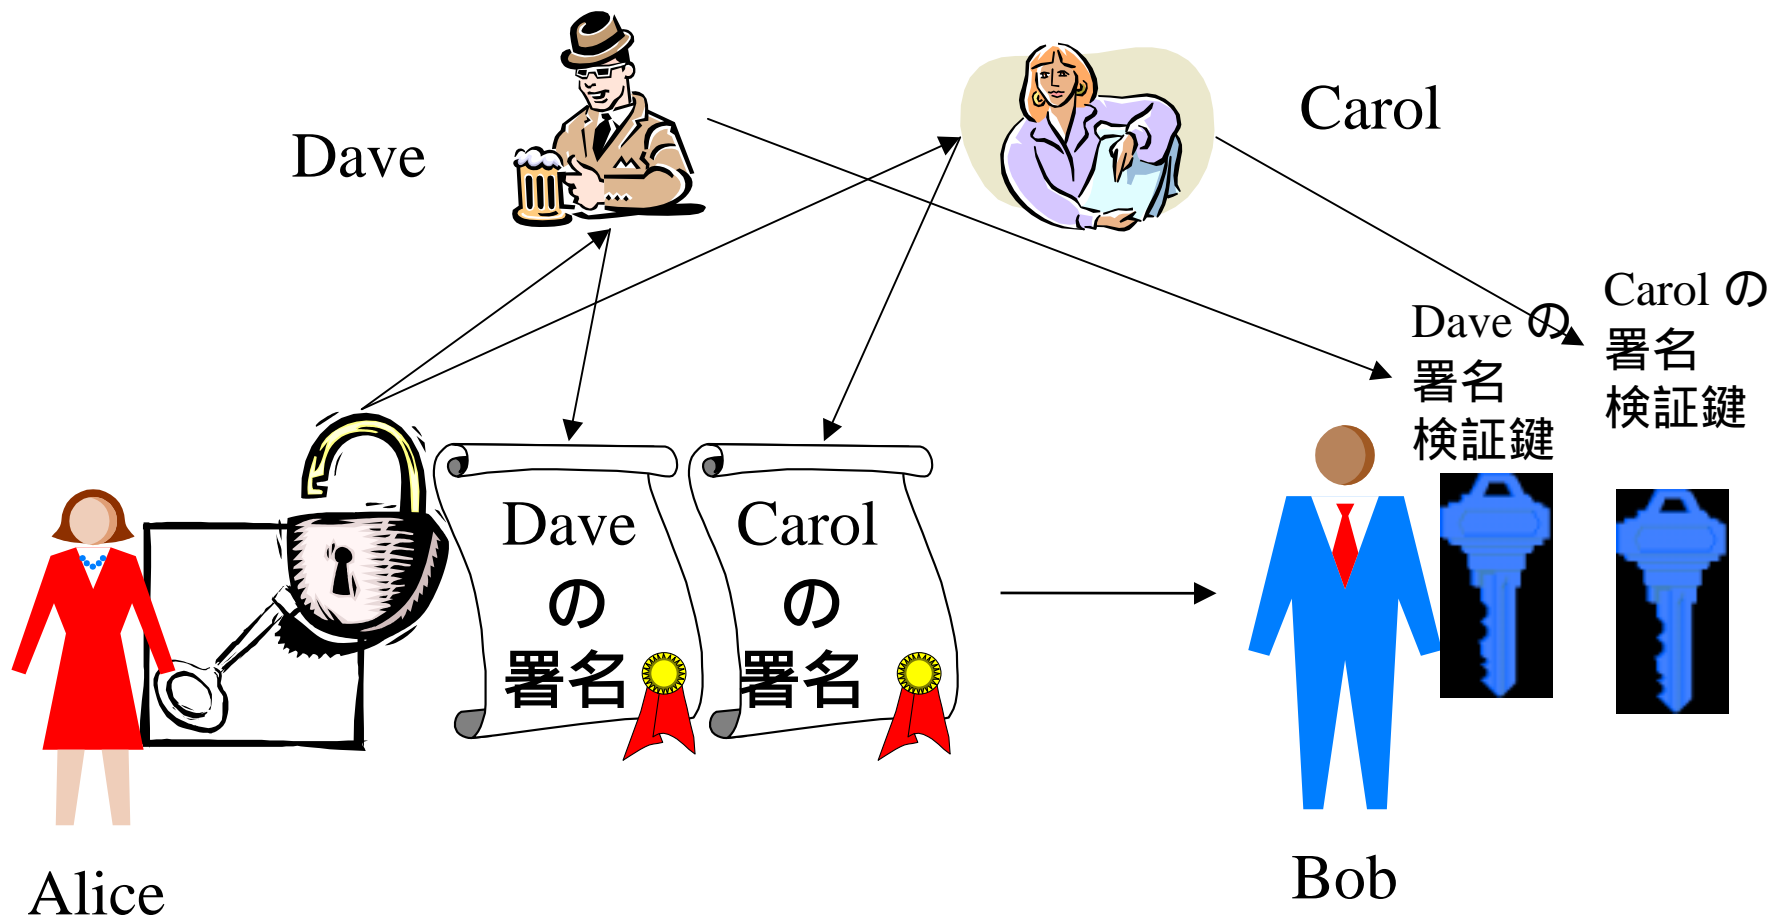 Dave
Carol
Carol の
署名
検証鍵
Dave の
署名
検証鍵
Dave
の
署名
Carol
の
署名
Alice
Bob